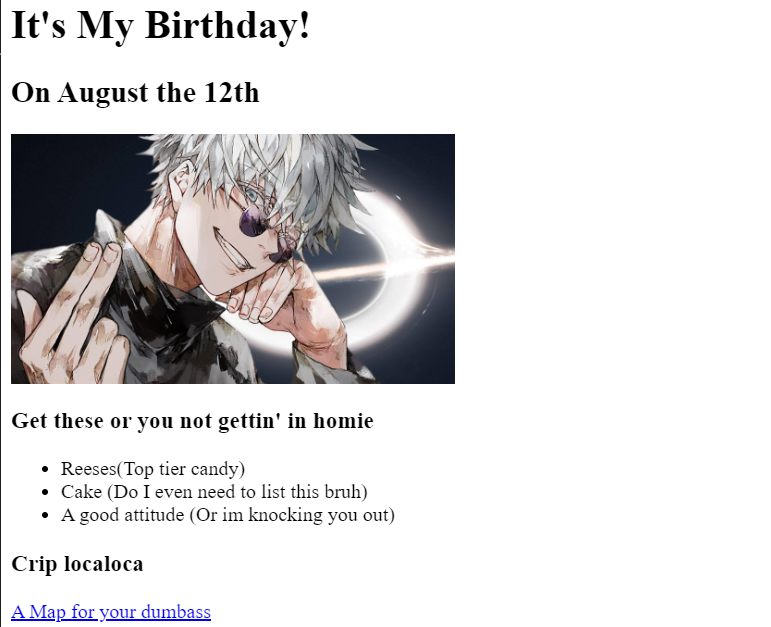 It's My Birthday!
On August the 12th
Get these or you not gettin' in homie
Reeses(Top tier candy)
Cake (Do I even need to list this bruh)
A good attitude (Or im knocking you out)
Crip localoca
A Map for your dumbass